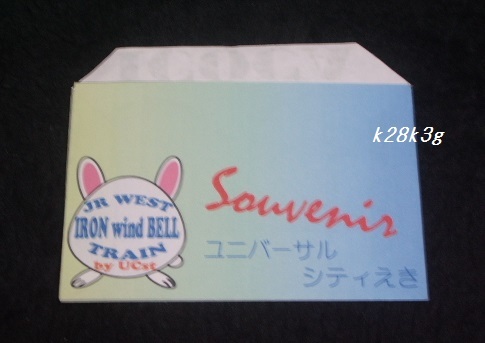 k28k3g
Souvenir
JR WEST
IRON wind BELL
TRAIN
by UCst
ユニバーサル
シティえき